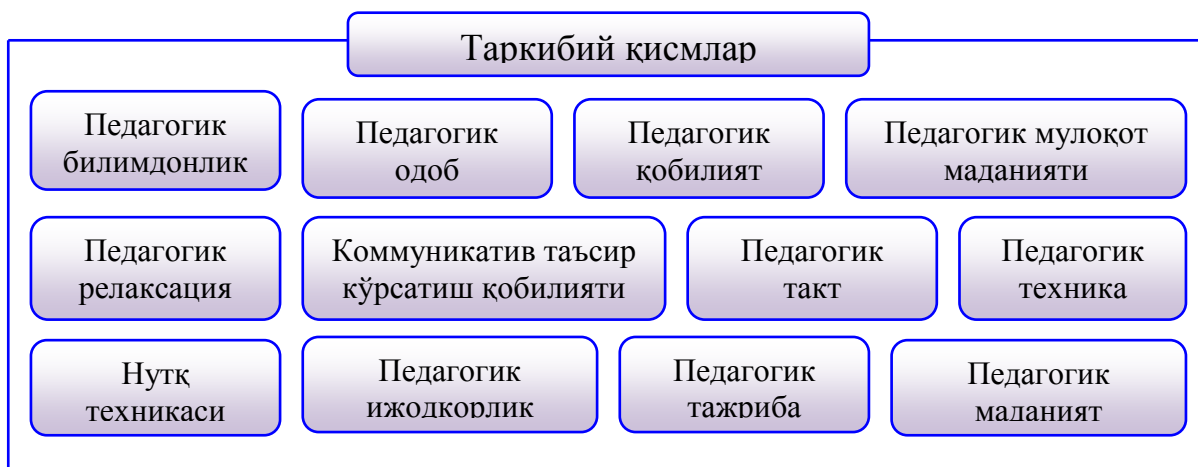 Таркибий қисмлар
Педагогик
билимдонлик
Педагогик
одоб
Педагогик
қобилият
Педагогик мулоқот
маданияти
Педагогик
релаксация
Коммуникатив таъсир
кўрсатиш қобилияти
Педагогик
такт
Педагогик
техника
Нутқ
техникаси
Педагогик
ижодкорлик
Педагогик
тажриба
Педагогик
маданият